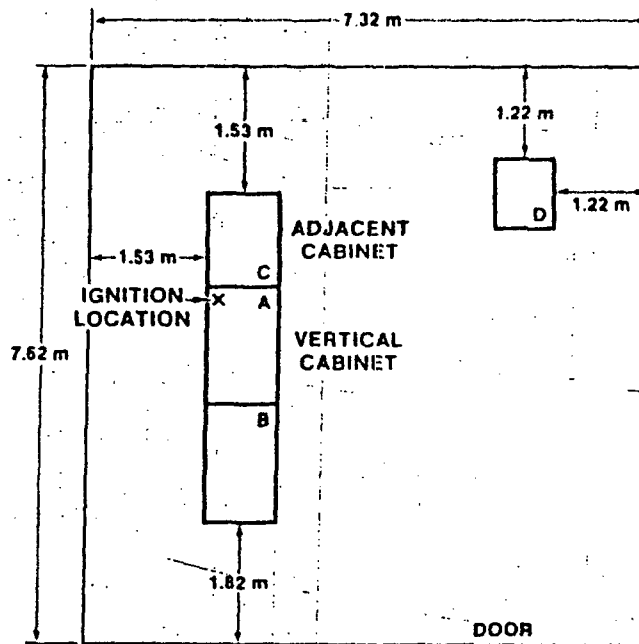 7.32 m
1.53 m
1.22 m
D
1.22 m
ADJACENT
CABINET
1.53 m
C
IGNITION
LOCATION
X
A
7.62 m
VERTICAL
CABINET
B
1.82 m
DOOR